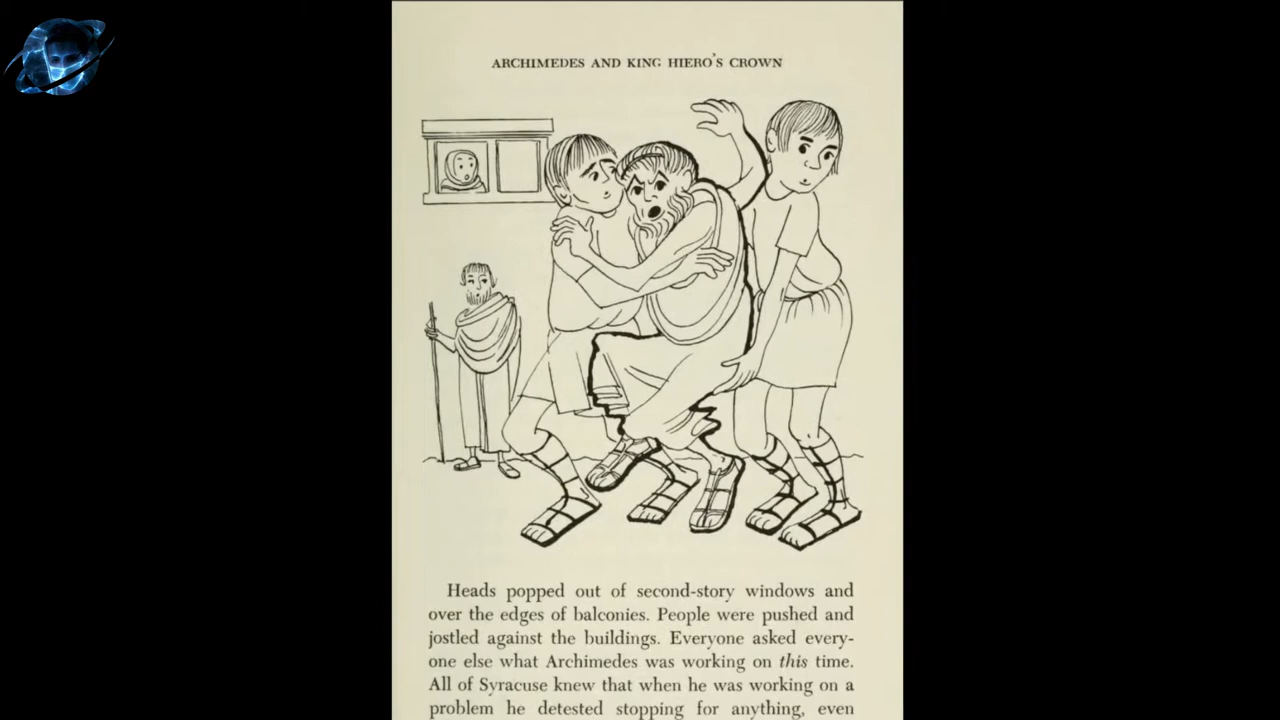 ARCHIMEDES AND KING HIERO'S CROWN
Heads popped out of second-story windows and
over the edges of balconies. People were pushed and
jostled against the buildings. Everyone asked every-
one else what Archimedes was working on this time.
All of Syracuse knew that when he was working on a
problem he detested stopping for anything, even